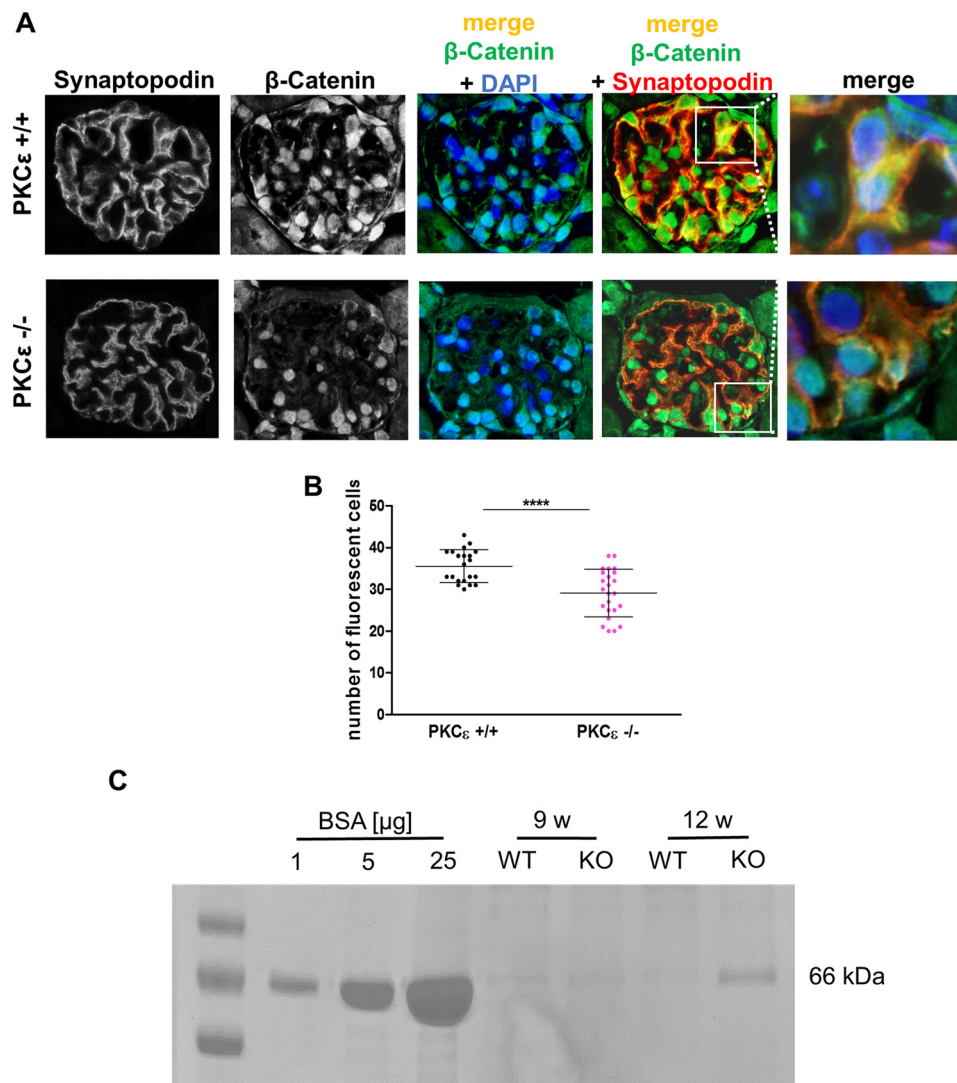 A
merge
merge
β-Catenin
β-Catenin
Synaptopodin
β-Catenin
+ DAPI
+ Synaptopodin
merge
PKCε +/+
PKCε -/-
B
****
number of fluorescent cells
50
40
30
20
10
0
PKCε +/+
PKCε -/-
C
BSA [µg]
9 w
12 w
1
5
25
WT
KO
WT
KO
66 kDa